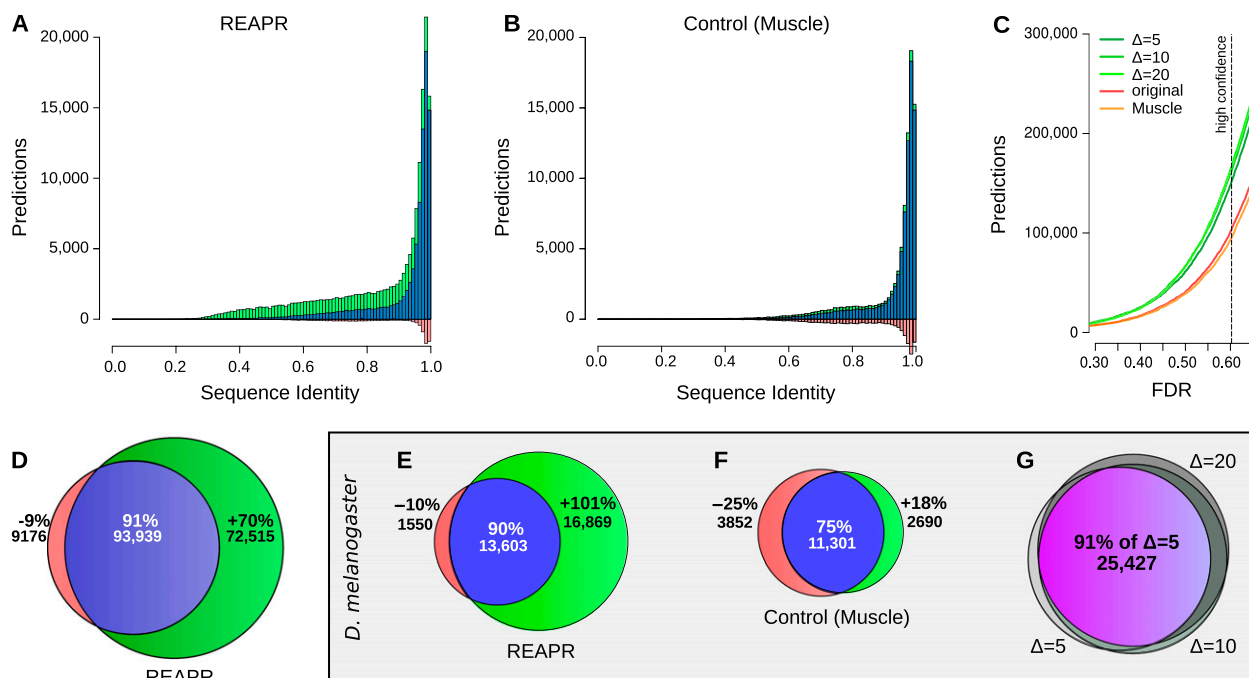 A
REAPR
20,000
15,000
10,000
5,000
0
Predictions
0.0
0.2
0.4
0.6
0.8
1.0
Sequence Identity
B
Control (Muscle)
20,000
15,000
10,000
5,000
0
Predictions
0.0
0.2
0.4
0.6
0.8
1.0
Sequence Identity
C
300,000
200,000
100,000
0
Predictions
Δ=5
Δ=10
Δ=20
original
Muscle
high confidence
0.30
0.40
0.50
0.60
FDR
D
-9%
9176
91%
93,939
+70%
72,515
REAPR
D. melanogaster
E
–10%
1550
90%
13,603
+101%
16,869
REAPR
F
–25%
3852
75%
11,301
+18%
2690
Control (Muscle)
G
Δ=20
91% of Δ=5
25,427
Δ=5
Δ=10